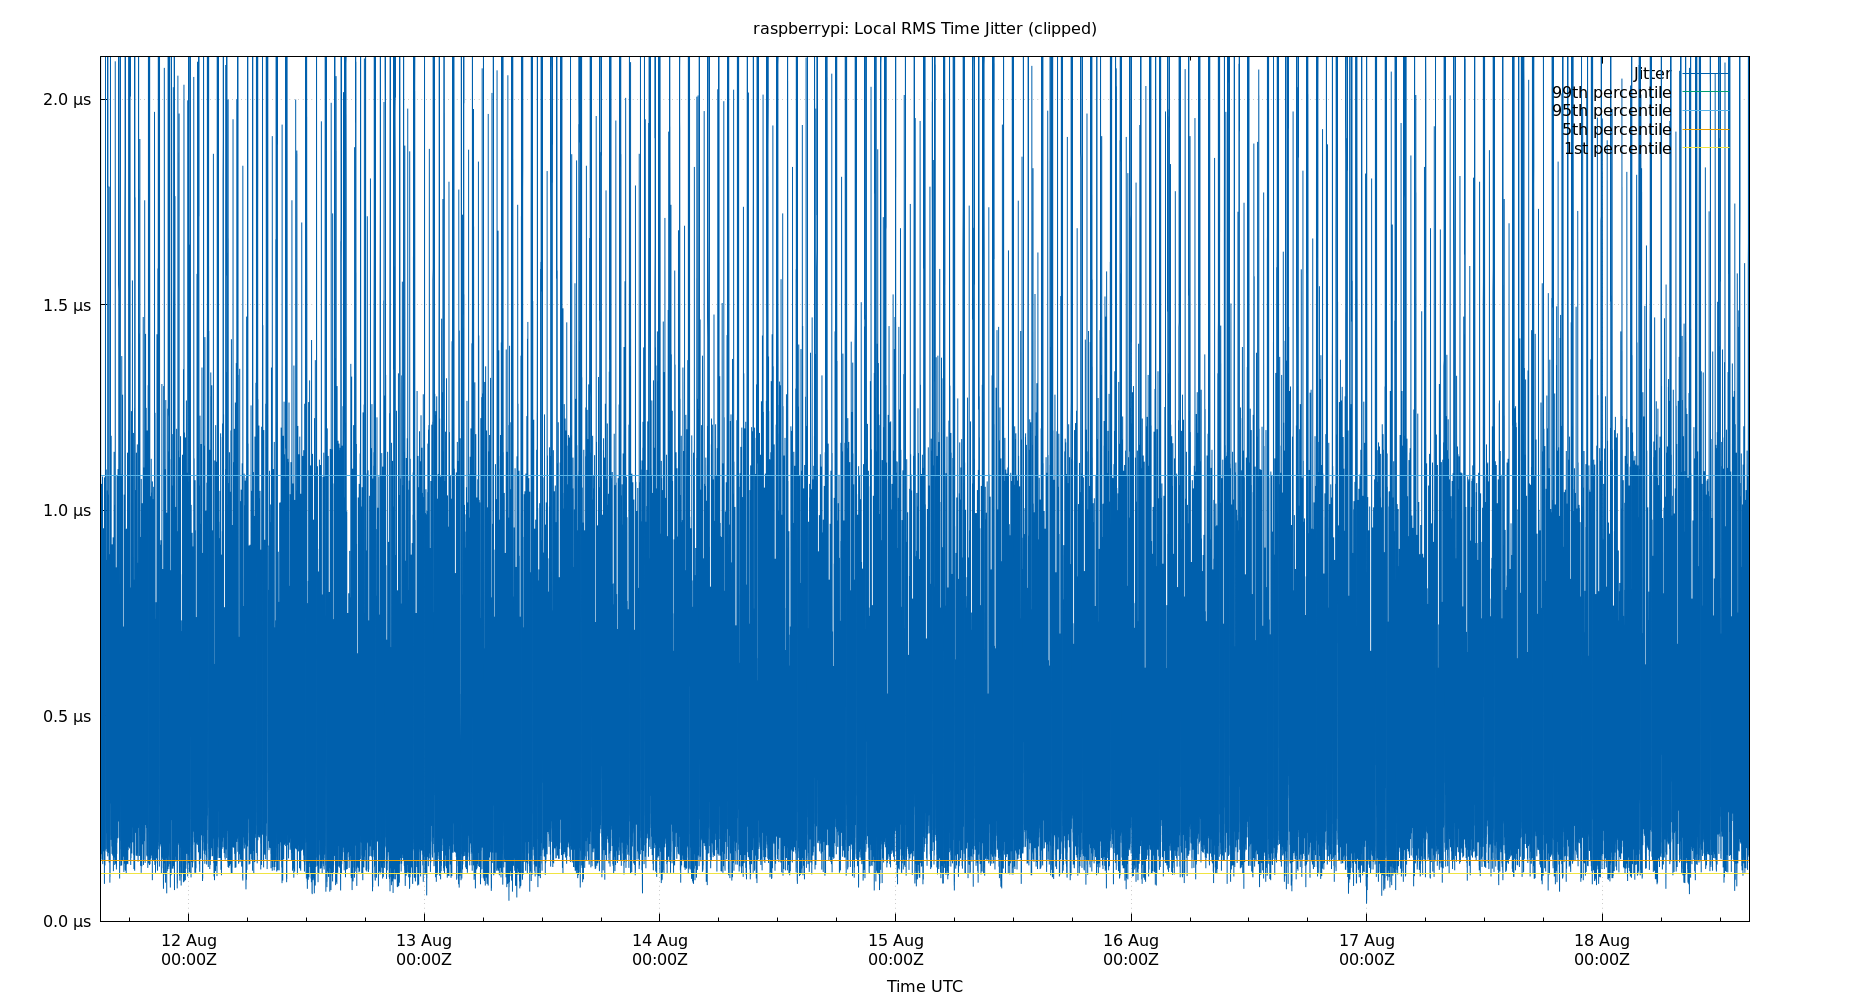 raspberrypi: Local RMS Time Jitter (clipped)
Jitter
99th percentile
95th percentile
5th percentile
1st percentile
2.0 µs
1.5 µs
1.0 µs
0.5 µs
0.0 µs
12 Aug 13 Aug 14 Aug 15 Aug 16 Aug 17 Aug 18 Aug
00:00Z 00:00Z 00:00Z 00:00Z 00:00Z 00:00Z 00:00Z
Time UTC